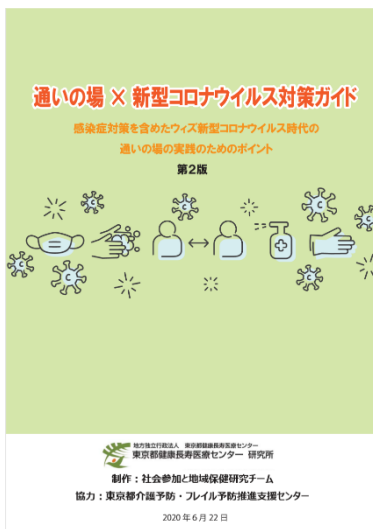 通いの場 × 新型コロナウイルス対策ガイド
感染症対策を含めたウィズ新型コロナウイルス時代の
通いの場の実践のためのポイント
第2版
地方独立行政法人 東京都健康長寿医療センター
東京都健康長寿医療センター 研究所
制作:社会参加と地域保健研究チーム
協力:東京都介護予防・フレイル予防推進支援センター
2020年6月22日